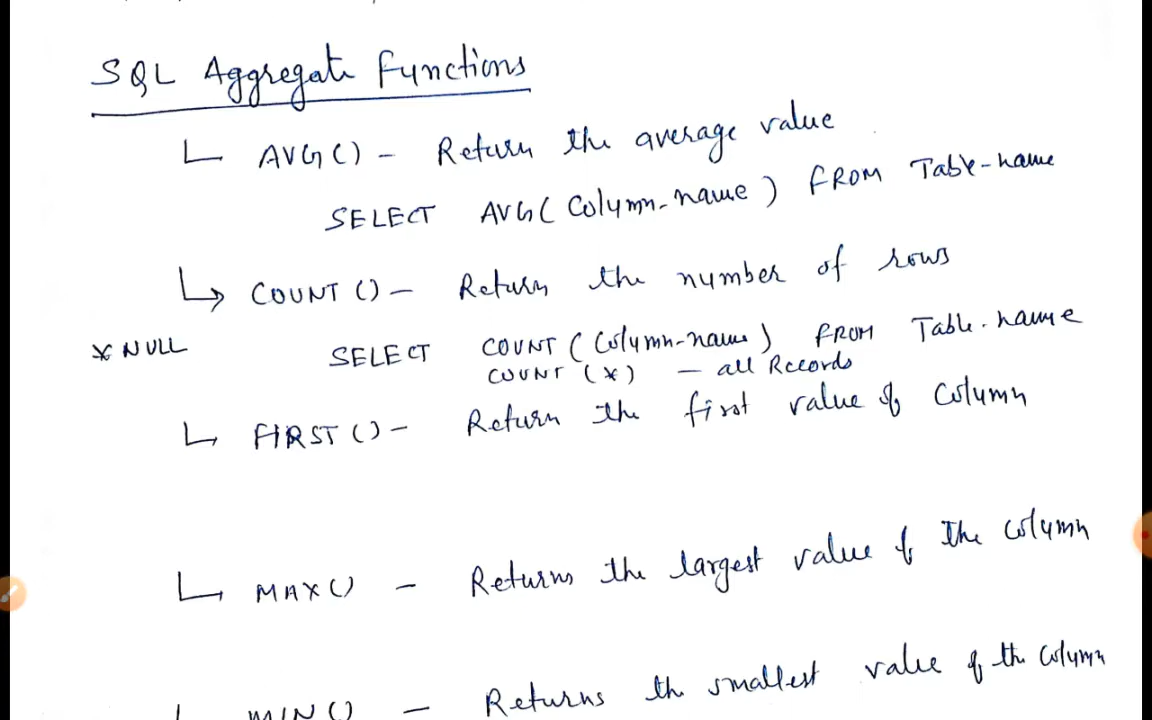 SQL Aggregate Functions
AVG() - Return the average value
SELECT AVG(Column-name) FROM Table-name
COUNT() - Return the number of rows
* NULL SELECT COUNT(Column-name) FROM Table-name
COUNT(*) - all Records
FIRST() - Return the first value of Column
MAX() - Returns the largest value of the column
MIN() - Returns the smallest value of the column